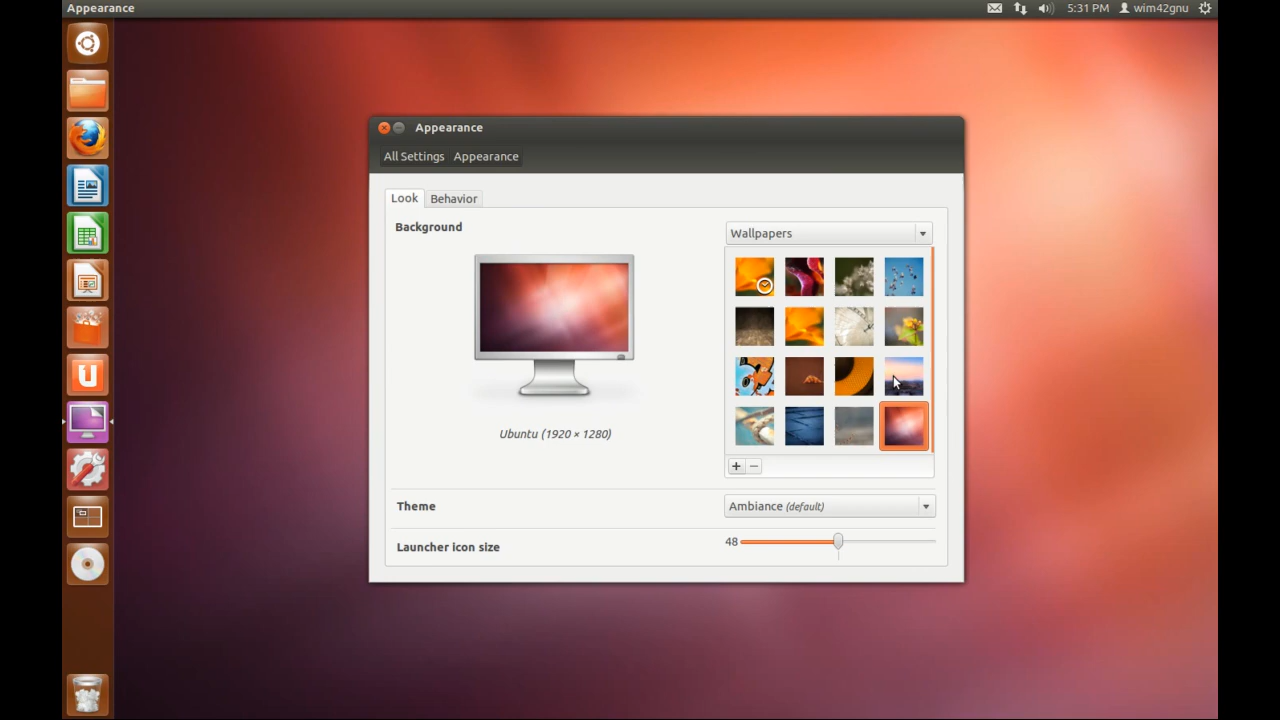 Appearance
5:31 PM wim42gnu
Appearance
All Settings Appearance
Look Behavior
Background
Wallpapers
Ubuntu (1920 × 1280)
+ −
Theme
Ambiance (default)
Launcher icon size
48